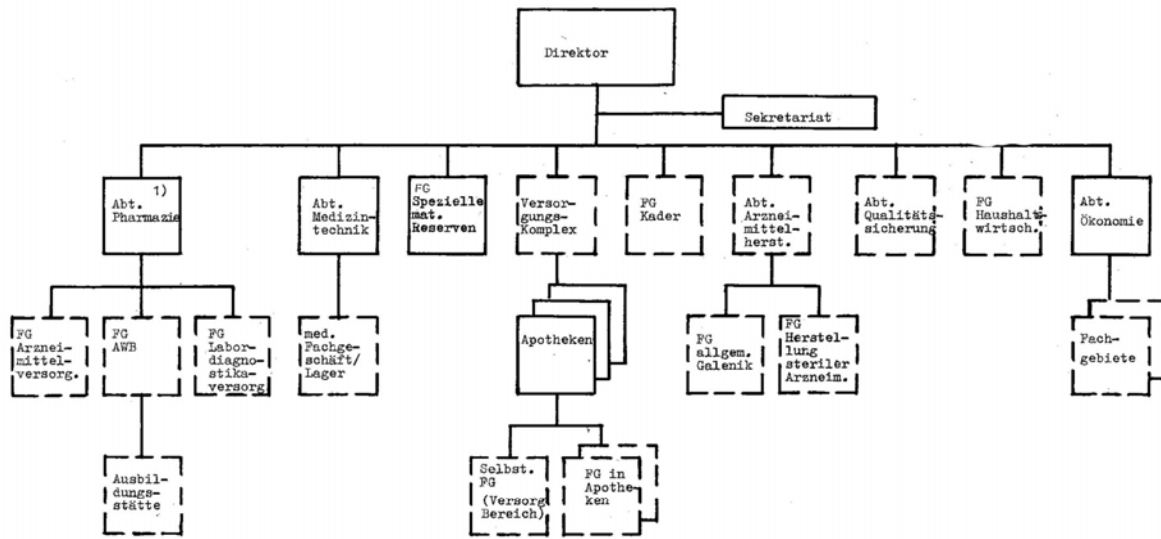 Direktor
Sekretariat
1)
Abt.
Pharmazie
Abt.
Medizin-
technik
FG
Spezielle
mat.
Reserven
Versor-
gungs-
Komplex
FG
Kader
Abt.
Arznei-
mittel-
herst.
Abt.
Qualitäts-
sicherung
FG
Haushalts-
wirtsch.
Abt.
Ökonomie
FG
Arznei-
mittel-
versorg.
FG
AWB
FG
Labor-
diagno-
stika-
versorg
med.
Fachge-
schäft/
Lager
Apotheken
FG
allgem.
Galenik
FG
Herstel-
lung
steriler
Arzneim.
Fach-
gebiete
Ausbil-
dungs-
stätte
Selbst.
FG
(Versorg
Bereich)
FG in
Apothe-
ken